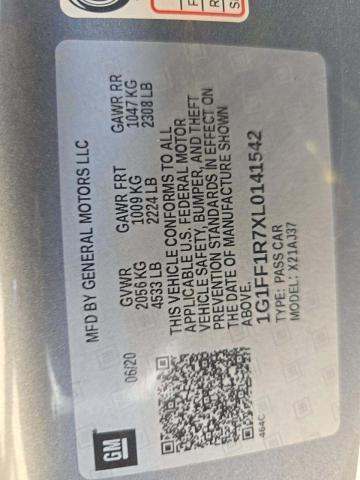 GM
MFD BY GENERAL MOTORS LLC
06/20
GVWR GAWR FRT GAWR RR
2056 KG 1009 KG 1047 KG
4533 LB 2224 LB 2308 LB
THIS VEHICLE CONFORMS TO ALL
APPLICABLE U.S. FEDERAL MOTOR
VEHICLE SAFETY, BUMPER, AND THEFT
PREVENTION STANDARDS IN EFFECT ON
THE DATE OF MANUFACTURE SHOWN
ABOVE.
1G1FF1R7XL0141542
TYPE: PASS CAR
MODEL: X21AJ37
464C